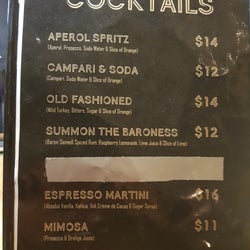 COCKTAILS
APEROL SPRITZ $14
(Aperol, Prosecco, Soda Water & Slice of Orange)
CAMPARI & SODA $12
(Campari, Soda Water & Slice of Orange)
OLD FASHIONED $14
(Wild Turkey, Bitters, Sugar & Slice of Orange)
SUMMON THE BARONESS $12
(Baron Samedi Spiced Rum, Raspberry Lemonade, Lime Juice & Slice of Lime)
ESPRESSO MARTINI $16
(Absolut Vanilla, Kahlua, Creme de Cacao & Sugar Syrup)
MIMOSA $11
(Prosecco & Orange Juice)